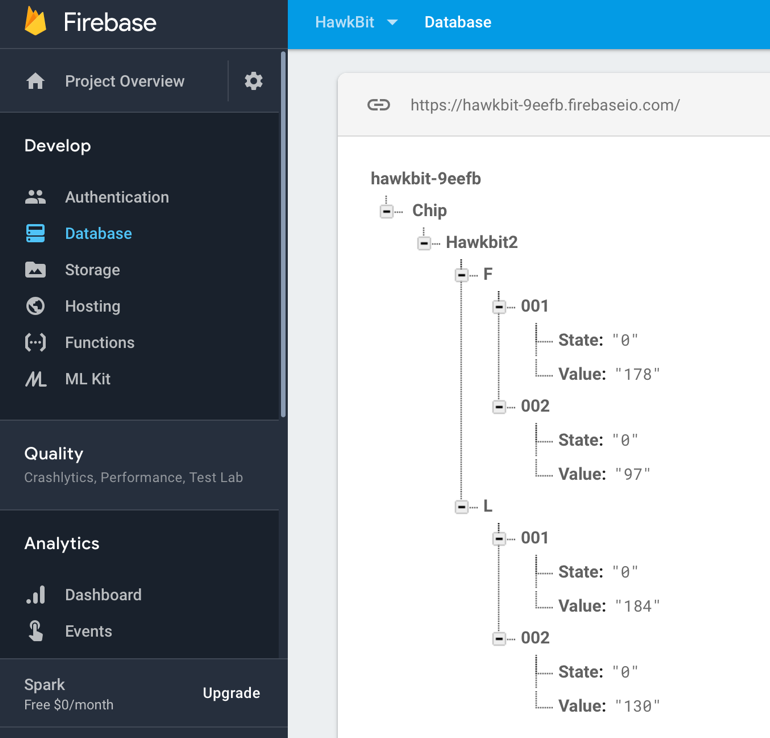 Firebase
Project Overview
Develop
Authentication
Database
Storage
Hosting
Functions
ML Kit
Quality
Crashlytics, Performance, Test Lab
Analytics
Dashboard
Events
Spark
Free $0/month
Upgrade
HawkBit
Database
https://hawkbit-9eefb.firebaseio.com/
hawkbit-9eefb
Chip
Hawkbit2
F
001
State: "0"
Value: "178"
002
State: "0"
Value: "97"
L
001
State: "0"
Value: "184"
002
State: "0"
Value: "130"